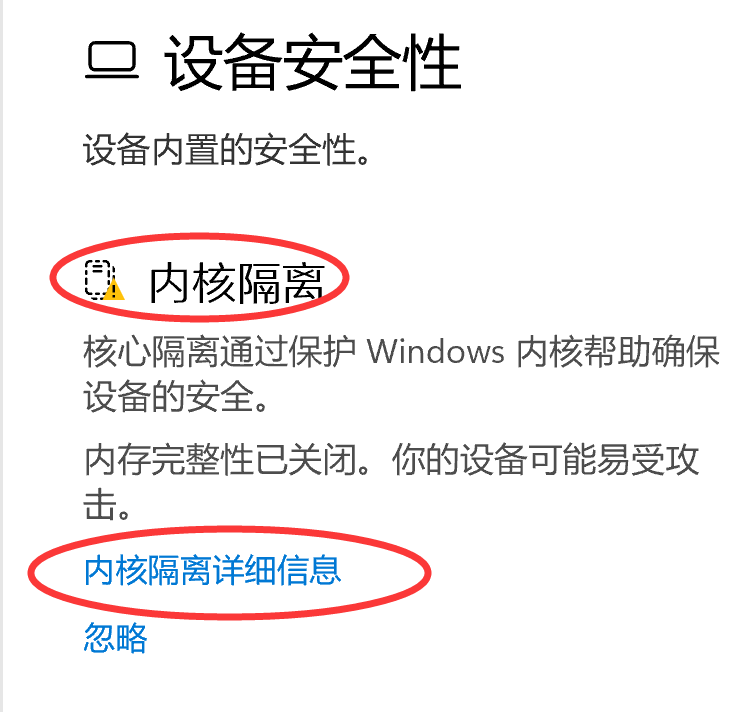 设备安全性
设备内置的安全性。
内核隔离
核心隔离通过保护 Windows 内核帮助确保
设备的安全。
内存完整性已关闭。你的设备可能易受攻
击。
内核隔离详细信息
忽略